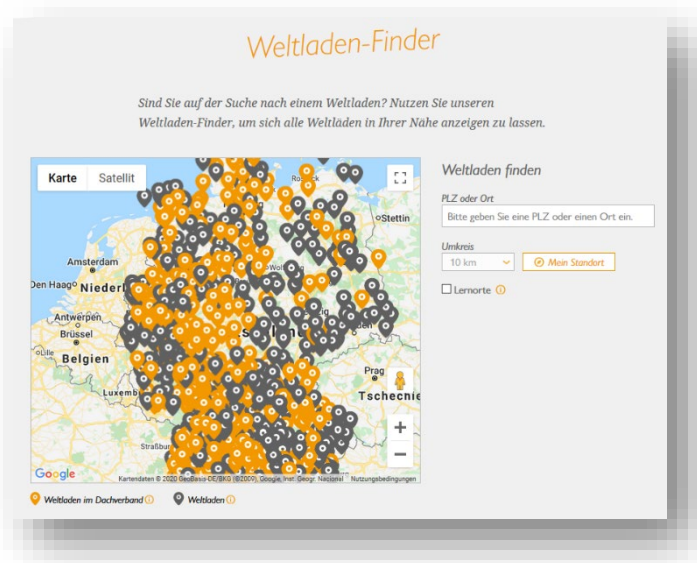 Weltladen-Finder
Sind Sie auf der Suche nach einem Weltladen? Nutzen Sie unseren
Weltladen-Finder, um sich alle Weltläden in Ihrer Nähe anzeigen zu lassen.
Karte
Satellit
Stettin
Amsterdam
Den Haag
Niederl
Antwerpen
Brüssel
Lille
Belgien
Luxemb
Prag
Tschechie
Straßbur
Google
Kartendaten © 2020 GeoBasis-DE/BKG (©2009), Google, Inst. Geogr. Nacional
Nutzungsbedingungen
Weltladen im Dachverband
Weltladen
Weltladen finden
PLZ oder Ort
Bitte geben Sie eine PLZ oder einen Ort ein.
Umkreis
10 km
Mein Standort
Lernorte